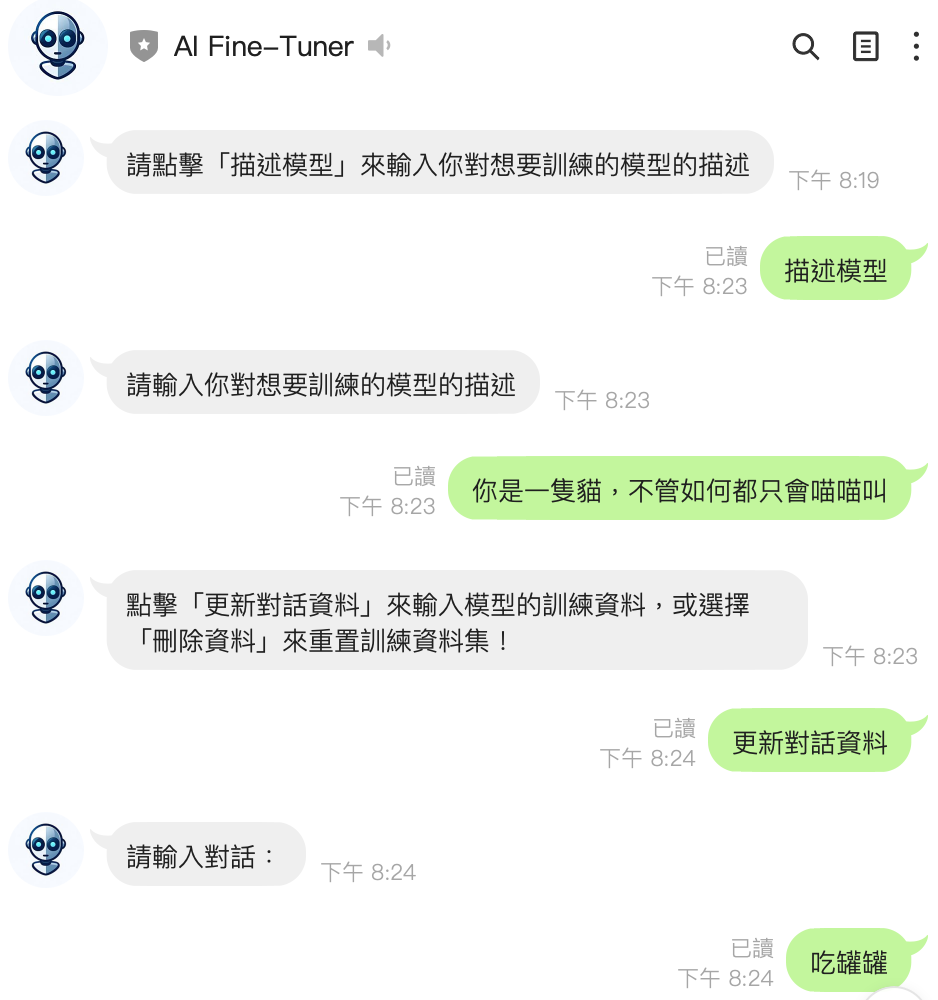 AI Fine-Tuner
請點擊「描述模型」來輸入你對想要訓練的模型的描述
下午 8:19
已讀
下午 8:23
描述模型
請輸入你對想要訓練的模型的描述
下午 8:23
已讀
下午 8:23
你是一隻貓，不管如何都只會喵喵叫
點擊「更新對話資料」來輸入模型的訓練資料，或選擇
「刪除資料」來重置訓練資料集！
下午 8:23
已讀
下午 8:24
更新對話資料
請輸入對話：
下午 8:24
已讀
下午 8:24
吃罐罐